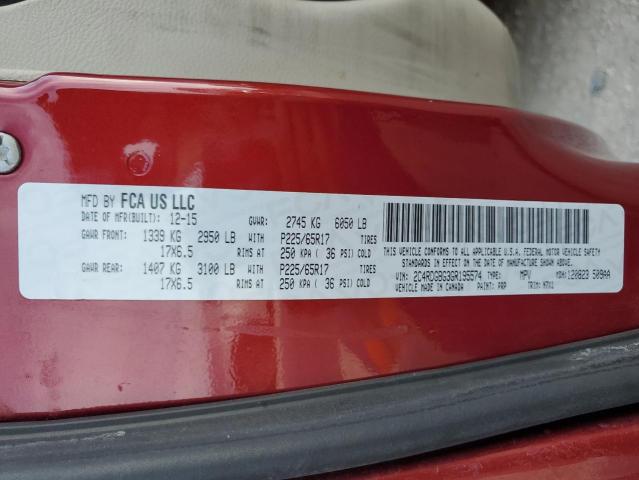 MFD BY FCA US LLC
DATE OF MFR(BUILT): 12-15 GVWR: 2745 KG 6050 LB
GAWR FRONT: 1339 KG 2950 LB WITH P225/65R17 TIRES
17X6.5 RIMS AT 250 KPA ( 36 PSI) COLD
GAWR REAR: 1407 KG 3100 LB WITH P225/65R17 TIRES
17X6.5 RIMS AT 250 KPA ( 36 PSI) COLD
THIS VEHICLE CONFORMS TO ALL APPLICABLE U.S.A. FEDERAL MOTOR VEHICLE SAFETY
STANDARDS IN EFFECT ON THE DATE OF MANUFACTURE SHOWN ABOVE.
VIN: 2C4RDGBG3GR195574 TYPE: MPV MDH: 120823 509AA
VEHICLE MADE IN CANADA PAINT: PRP TRIM: